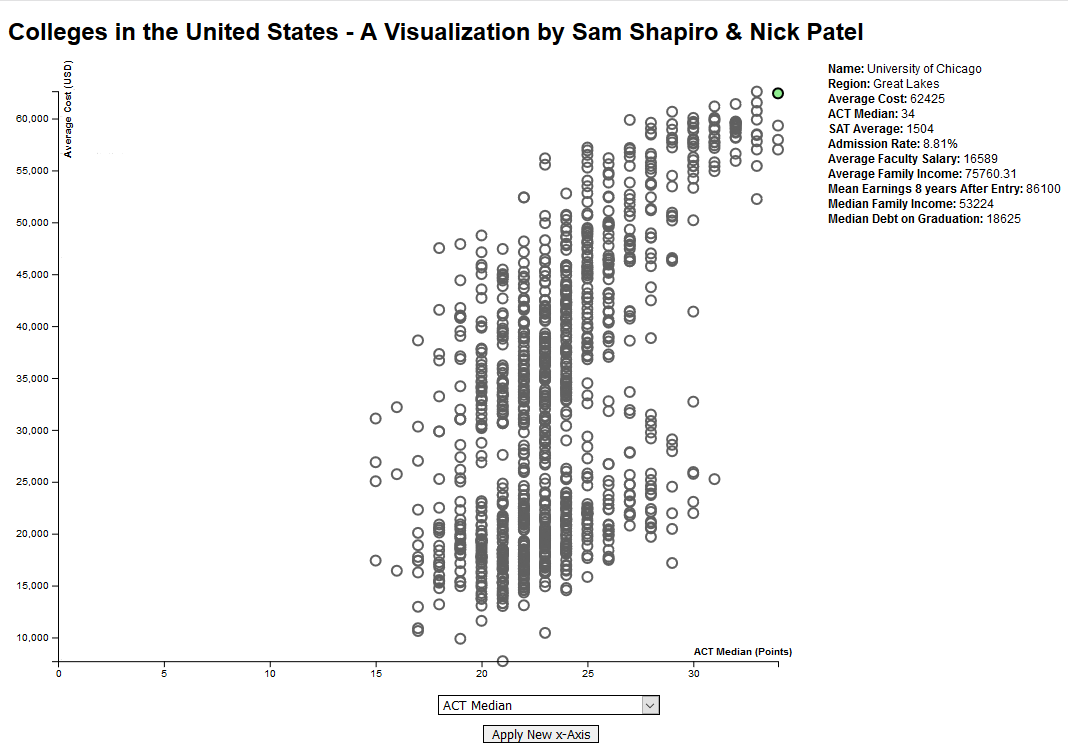 Colleges in the United States - A Visualization by Sam Shapiro & Nick Patel
Average Cost (USD)
60,000
55,000
50,000
45,000
40,000
35,000
30,000
25,000
20,000
15,000
10,000
ACT Median (Points)
0 5 10 15 20 25 30
Name: University of Chicago
Region: Great Lakes
Average Cost: 62425
ACT Median: 34
SAT Average: 1504
Admission Rate: 8.81%
Average Faculty Salary: 16589
Average Family Income: 75760.31
Mean Earnings 8 years After Entry: 86100
Median Family Income: 53224
Median Debt on Graduation: 18625
ACT Median
Apply New x-Axis